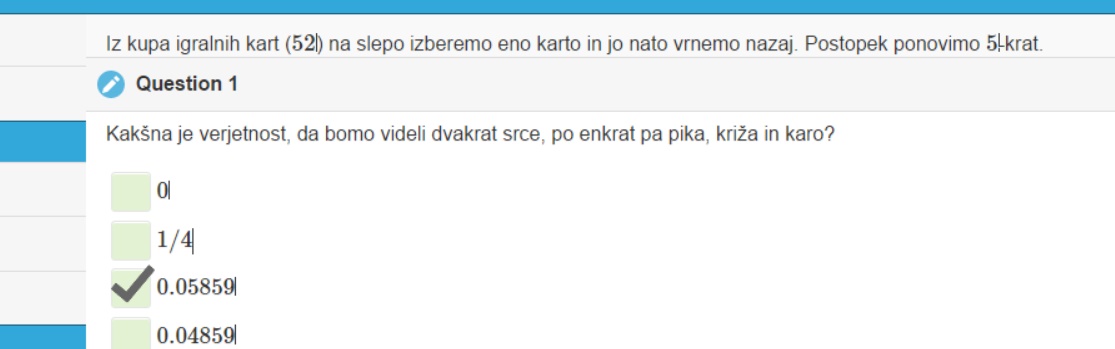 Iz kupa igralnih kart (52) na slepo izberemo eno karto in jo nato vrnemo nazaj. Postopek ponovimo 5-krat.
Question 1
Kakšna je verjetnost, da bomo videli dvakrat srce, po enkrat pa pika, križa in karo?
0
1/4
0.05859
0.04859